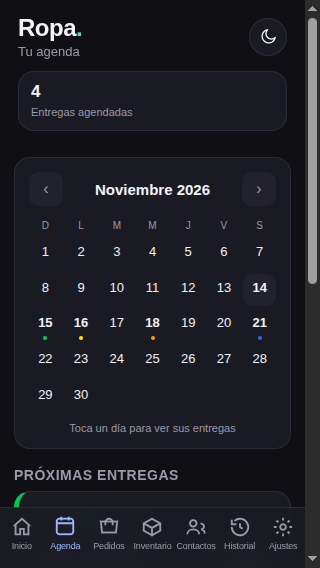 Ropa.
Tu agenda
4
Entregas agendadas
‹ Noviembre 2026 ›
D L M M J V S
1 2 3 4 5 6 7
8 9 10 11 12 13 14
15 16 17 18 19 20 21
22 23 24 25 26 27 28
29 30
Toca un día para ver sus entregas
PRÓXIMAS ENTREGAS
Inicio Agenda Pedidos Inventario Contactos Historial Ajustes